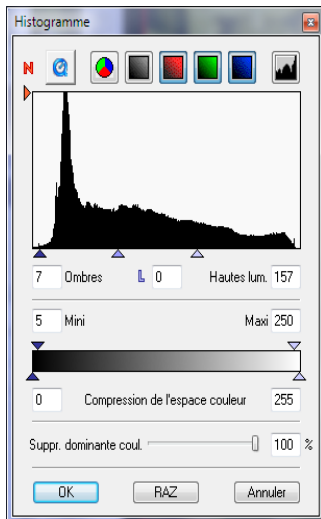 Histogramme
N
7 Ombres L 0 Hautes lum. 157
5 Mini Maxi 250
0 Compression de l'espace couleur 255
Suppr. dominante coul. 100 %
OK RAZ Annuler